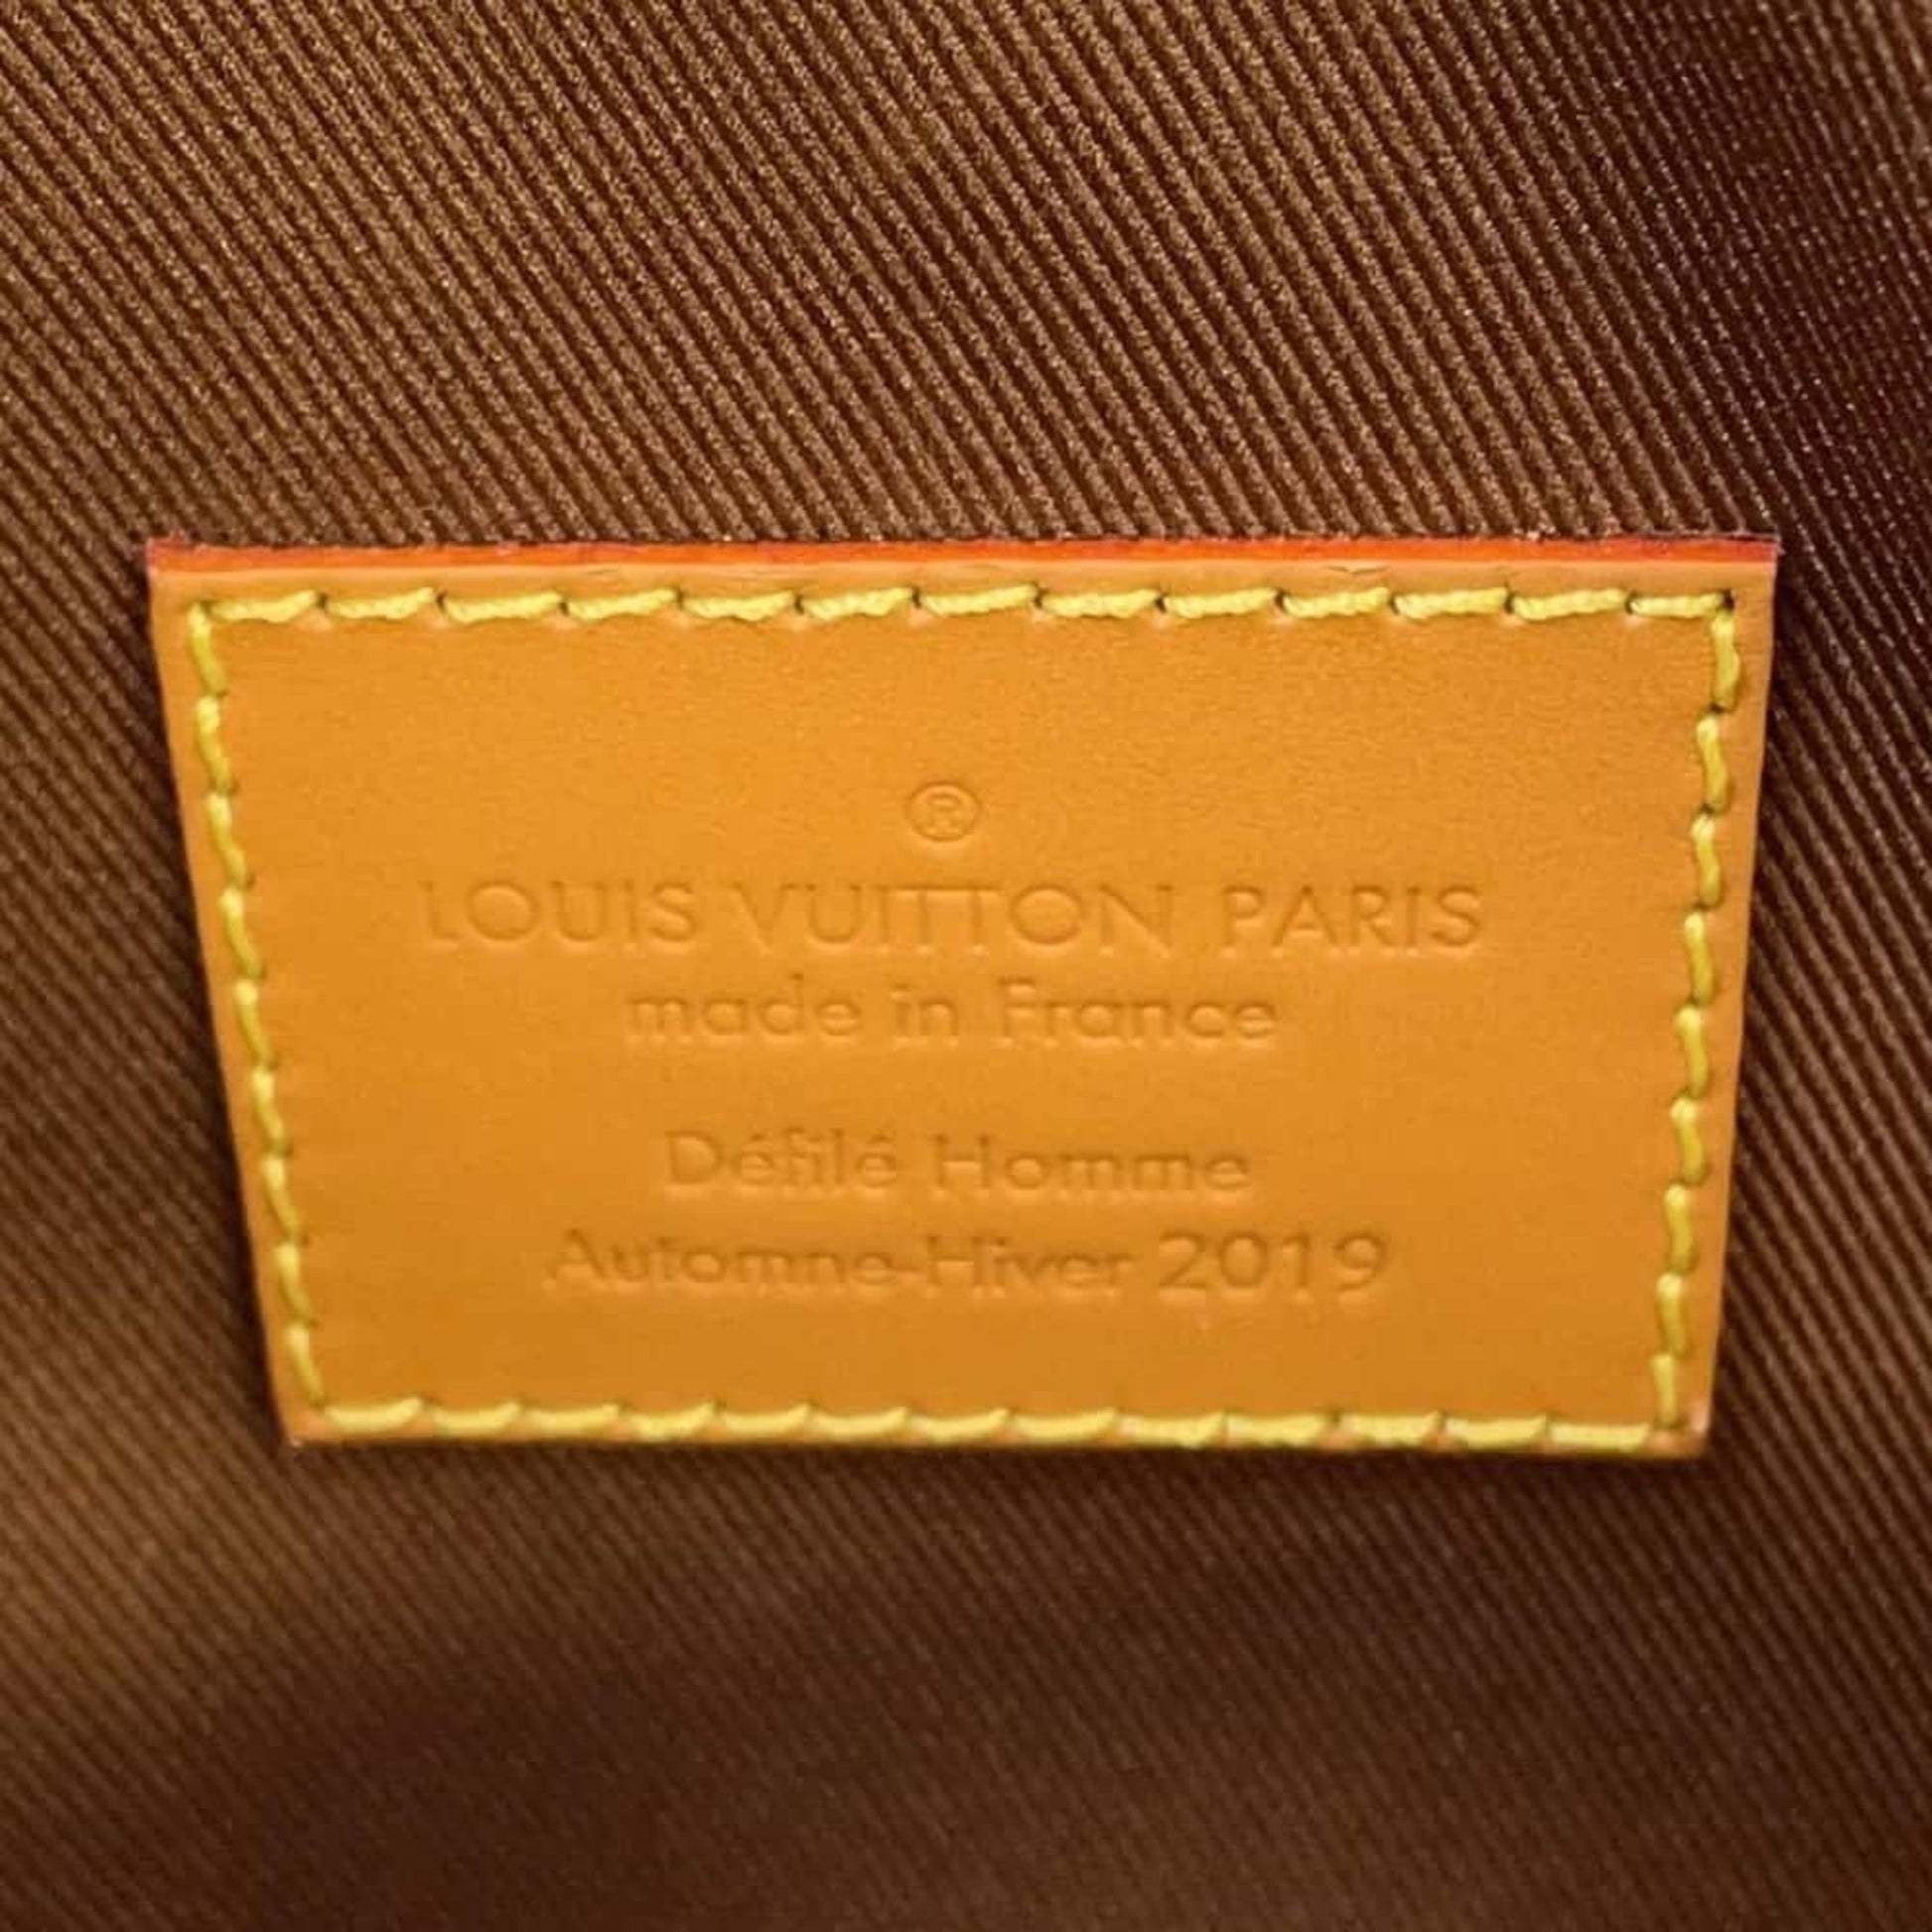 ®
LOUIS VUITTON PARIS
made in France
Défilé Homme
Automne-Hiver 2019